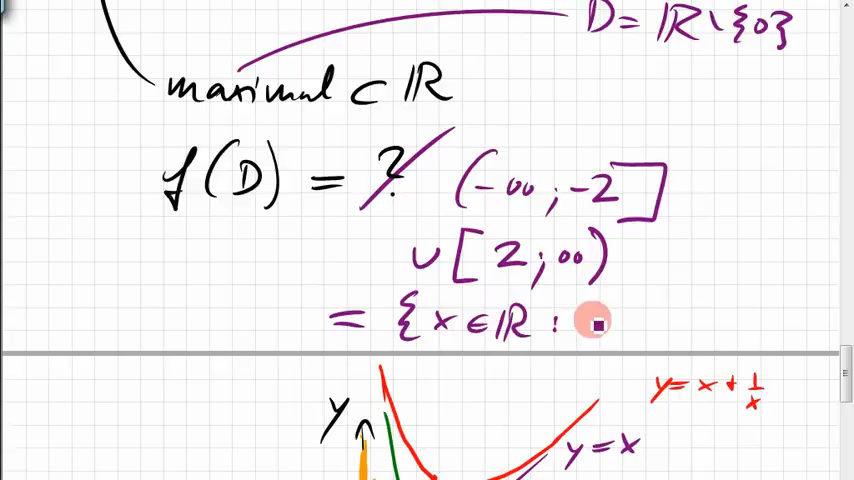 D = ℝ \ {0}
maximal ⊂ ℝ
f(D) = ? (-∞ ; -2]
∪ [2 ; ∞)
= {x ∈ ℝ :
y = x + 1/x
y
y = x